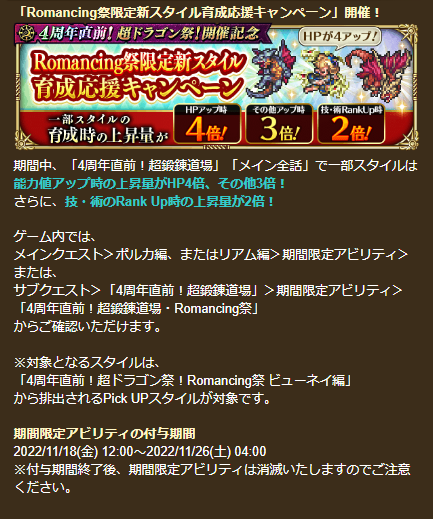 「Romancing祭限定新スタイル育成応援キャンペーン」開催！
4周年直前！超ドラゴン祭！開催記念
HPが4アップ！
Romancing祭限定新スタイル
育成応援キャンペーン
一部スタイルの
育成時の上昇量が
HPアップ時
4倍！
その他アップ時
3倍！
技・術RankUp時
2倍！
期間中、「4周年直前！超鍛錬道場」「メイン全話」で一部スタイルは
能力値アップ時の上昇量がHP4倍、その他3倍！
さらに、技・術のRank Up時の上昇量が2倍！
ゲーム内では、
メインクエスト＞ポルカ編、またはリアム編＞期間限定アビリティ＞
または、
サブクエスト＞「4周年直前！超鍛錬道場」＞期間限定アビリティ＞
「4周年直前！超鍛錬道場・Romancing祭」
からご確認いただけます。
※対象となるスタイルは、
「4周年直前！超ドラゴン祭！Romancing祭 ビューネイ編」
から排出されるPick UPスタイルが対象です。
期間限定アビリティの付与期間
2022/11/18(金) 12:00～2022/11/26(土) 04:00
※付与期間終了後、期間限定アビリティは消滅いたしますのでご注意
ください。